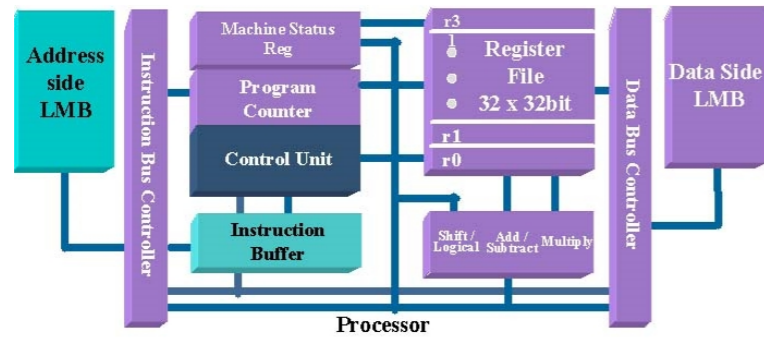 Address
side
LMB
Instruction Bus Controller
Machine Status
Reg
Program
Counter
Control Unit
Instruction
Buffer
r3
1
Register
File
32 x 32bit
r1
r0
Shift /
Logical
Add /
Subtract
Multiply
Data Bus Controller
Data Side
LMB
Processor